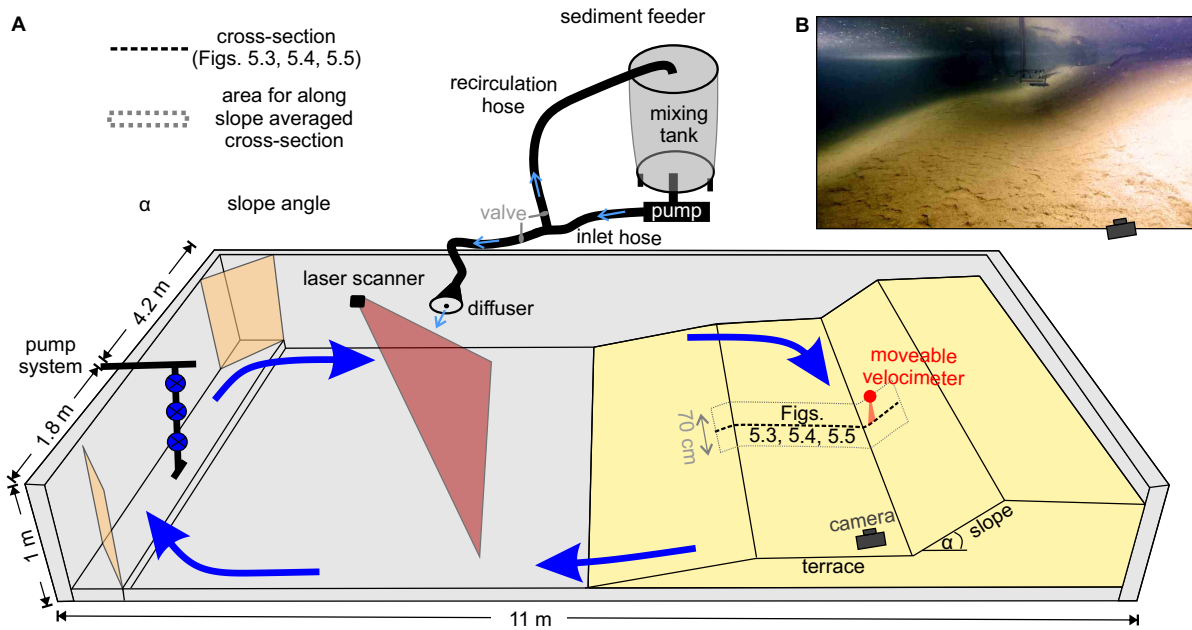 A
cross-section
(Figs. 5.3, 5.4, 5.5)
area for along
slope averaged
cross-section
α
slope angle
sediment feeder
recirculation
hose
mixing
tank
valve
pump
inlet hose
B
laser scanner
diffuser
4.2 m
pump
system
1.8 m
1 m
moveable
velocimeter
70 cm
Figs.
5.3, 5.4, 5.5
camera
α
slope
terrace
11 m